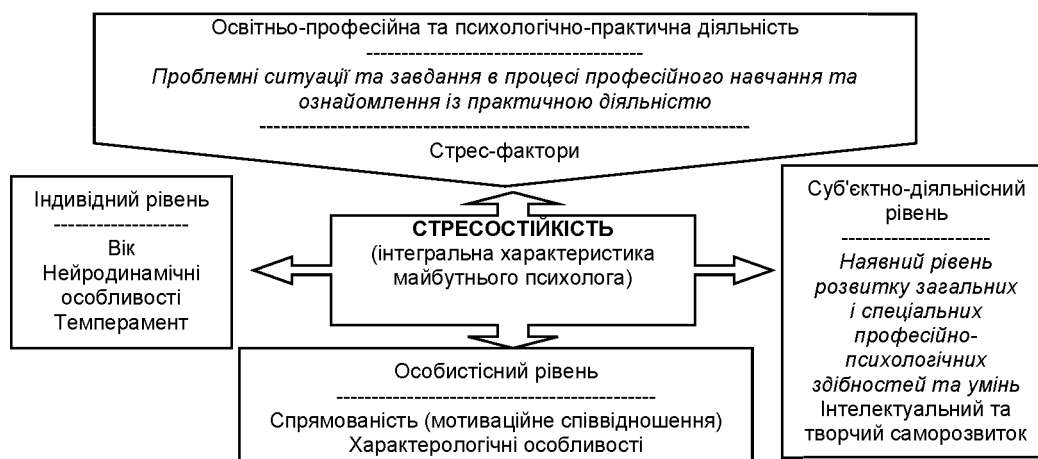 Освітньо-професійна та психологічно-практична діяльність
------------------------------------
Проблемні ситуації та завдання в процесі професійного навчання та
ознайомлення із практичною діяльністю
----------------------------------------------------------------
Стрес-фактори
Індивідний рівень
-------------------
Вік
Нейродинамічні
особливості
Темперамент
СТРЕСОСТІЙКІСТЬ
(інтегральна характеристика
майбутнього психолога)
Суб'єктно-діяльнісний
рівень
--------------------
Наявний рівень
розвитку загальних
і спеціальних
професійно-
психологічних
здібностей та умінь
Інтелектуальний та
творчий саморозвиток
Особистісний рівень
--------------------------------------
Спрямованість (мотиваційне співвідношення)
Характерологічні особливості